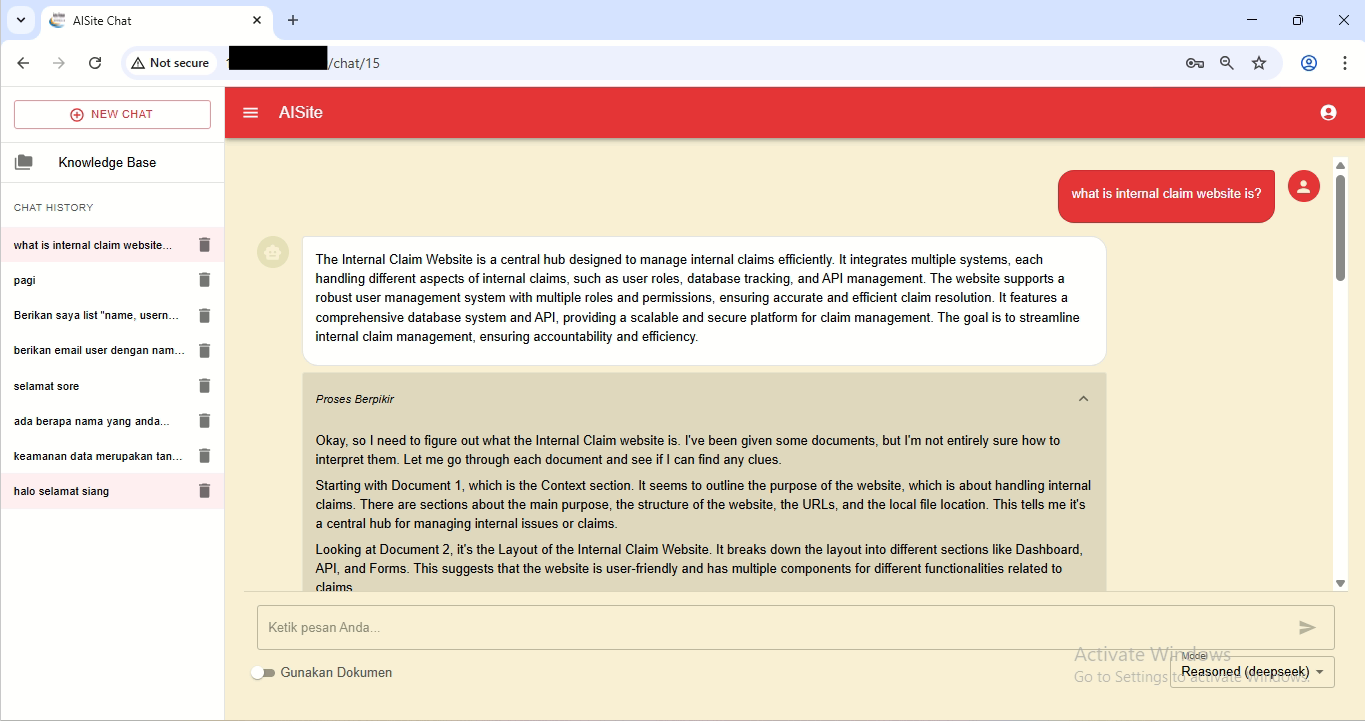 AISite Chat
Not secure
/chat/15
NEW CHAT
AISite
Knowledge Base
CHAT HISTORY
what is internal claim website...
pagi
Berikan saya list "name, usern...
berikan email user dengan nam...
selamat sore
ada berapa nama yang anda...
keamanan data merupakan tan...
halo selamat siang
what is internal claim website is?
The Internal Claim Website is a central hub designed to manage internal claims efficiently. It integrates multiple systems, each
handling different aspects of internal claims, such as user roles, database tracking, and API management. The website supports a
robust user management system with multiple roles and permissions, ensuring accurate and efficient claim resolution. It features a
comprehensive database system and API, providing a scalable and secure platform for claim management. The goal is to streamline
internal claim management, ensuring accountability and efficiency.
Proses Berpikir
Okay, so I need to figure out what the Internal Claim website is. I've been given some documents, but I'm not entirely sure how to
interpret them. Let me go through each document and see if I can find any clues.
Starting with Document 1, which is the Context section. It seems to outline the purpose of the website, which is about handling internal
claims. There are sections about the main purpose, the structure of the website, the URLs, and the local file location. This tells me it's
a central hub for managing internal issues or claims.
Looking at Document 2, it's the Layout of the Internal Claim Website. It breaks down the layout into different sections like Dashboard,
API, and Forms. This suggests that the website is user-friendly and has multiple components for different functionalities related to
claims
Ketik pesan Anda...
Gunakan Dokumen
Activate Windows
Go to Settings to activate Windows.
Model
Reasoned (deepseek)